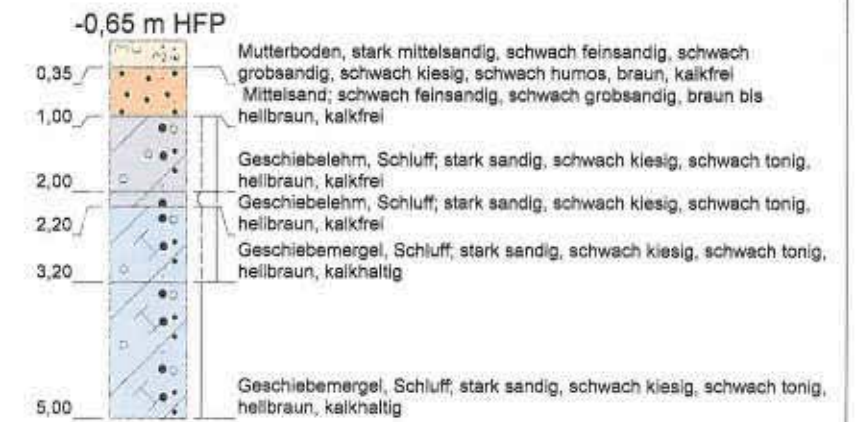 -0,65 m HFP
Mutterboden, stark mittelsandig, schwach feinsandig, schwach
0,35 grobsandig, schwach kiesig, schwach humos, braun, kalkfrei
Mittelsand; schwach feinsandig, schwach grobsandig, braun bis
1,00 hellbraun, kalkfrei
Geschiebelehm, Schluff; stark sandig, schwach kiesig, schwach tonig,
2,00 hellbraun, kalkfrei
Geschiebelehm, Schluff; stark sandig, schwach kiesig, schwach tonig,
2,20 hellbraun, kalkfrei
Geschiebemergel, Schluff; stark sandig, schwach kiesig, schwach tonig,
3,20 hellbraun, kalkhaltig
Geschiebemergel, Schluff; stark sandig, schwach kiesig, schwach tonig,
5,00 hellbraun, kalkhaltig